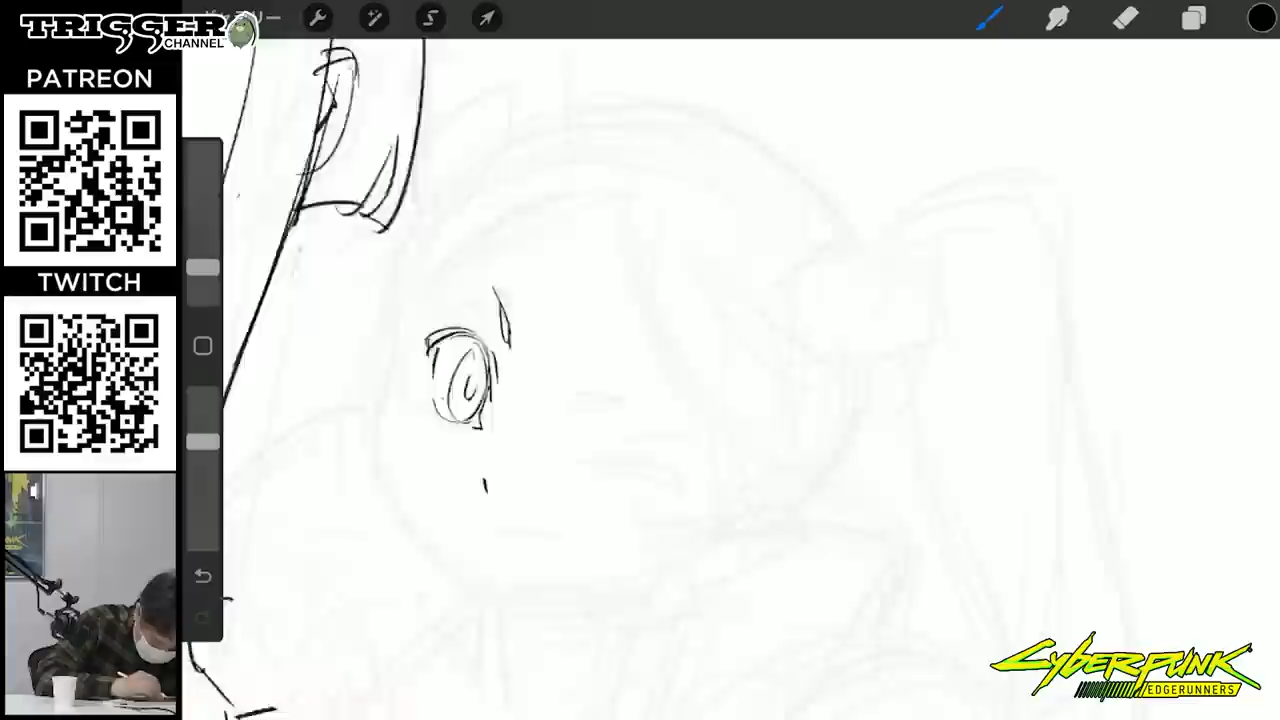 TRIGGER
CHANNEL
PATREON
TWITCH
CYBERPUNK
EDGERUNNERS